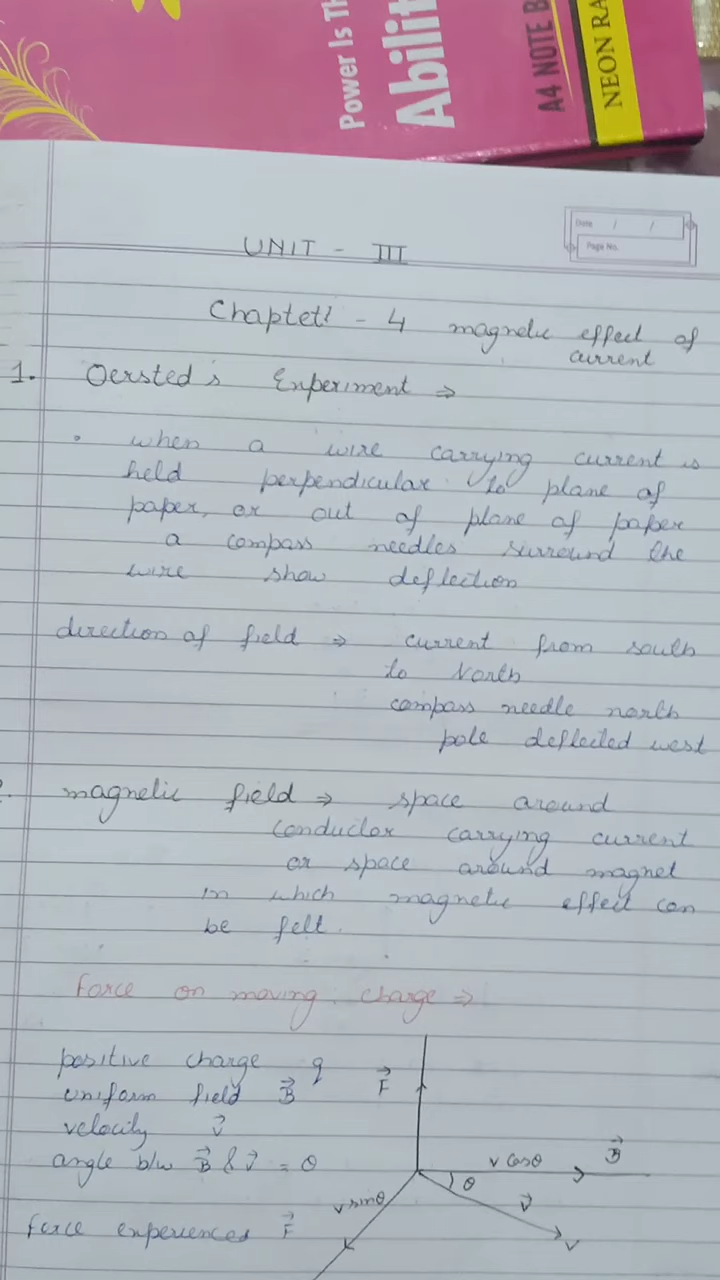 Power Is Th
Abilit
A4 NOTE B
NEON RA
Date / /
Page No.
UNIT - III
Chapter - 4 magnetic effect of
current
1. Oersted's Experiment ⇒
• when a wire carrying current is
held perpendicular to plane of
paper, or out of plane of paper
a compass needles surround the
wire show deflection
direction of field ⇒ current from south
to North
compass needle north
pole deflected west
2. magnetic field ⇒ space around
conductor carrying current
or space around magnet
in which magnetic effect can
be felt.
Force on moving charge ⇒
positive charge q
uniform field B⃗
velocity v⃗
angle b/w B⃗ & v⃗ = θ
force experiences F⃗
F⃗
v cosθ
B⃗
θ
v⃗
v sinθ
v